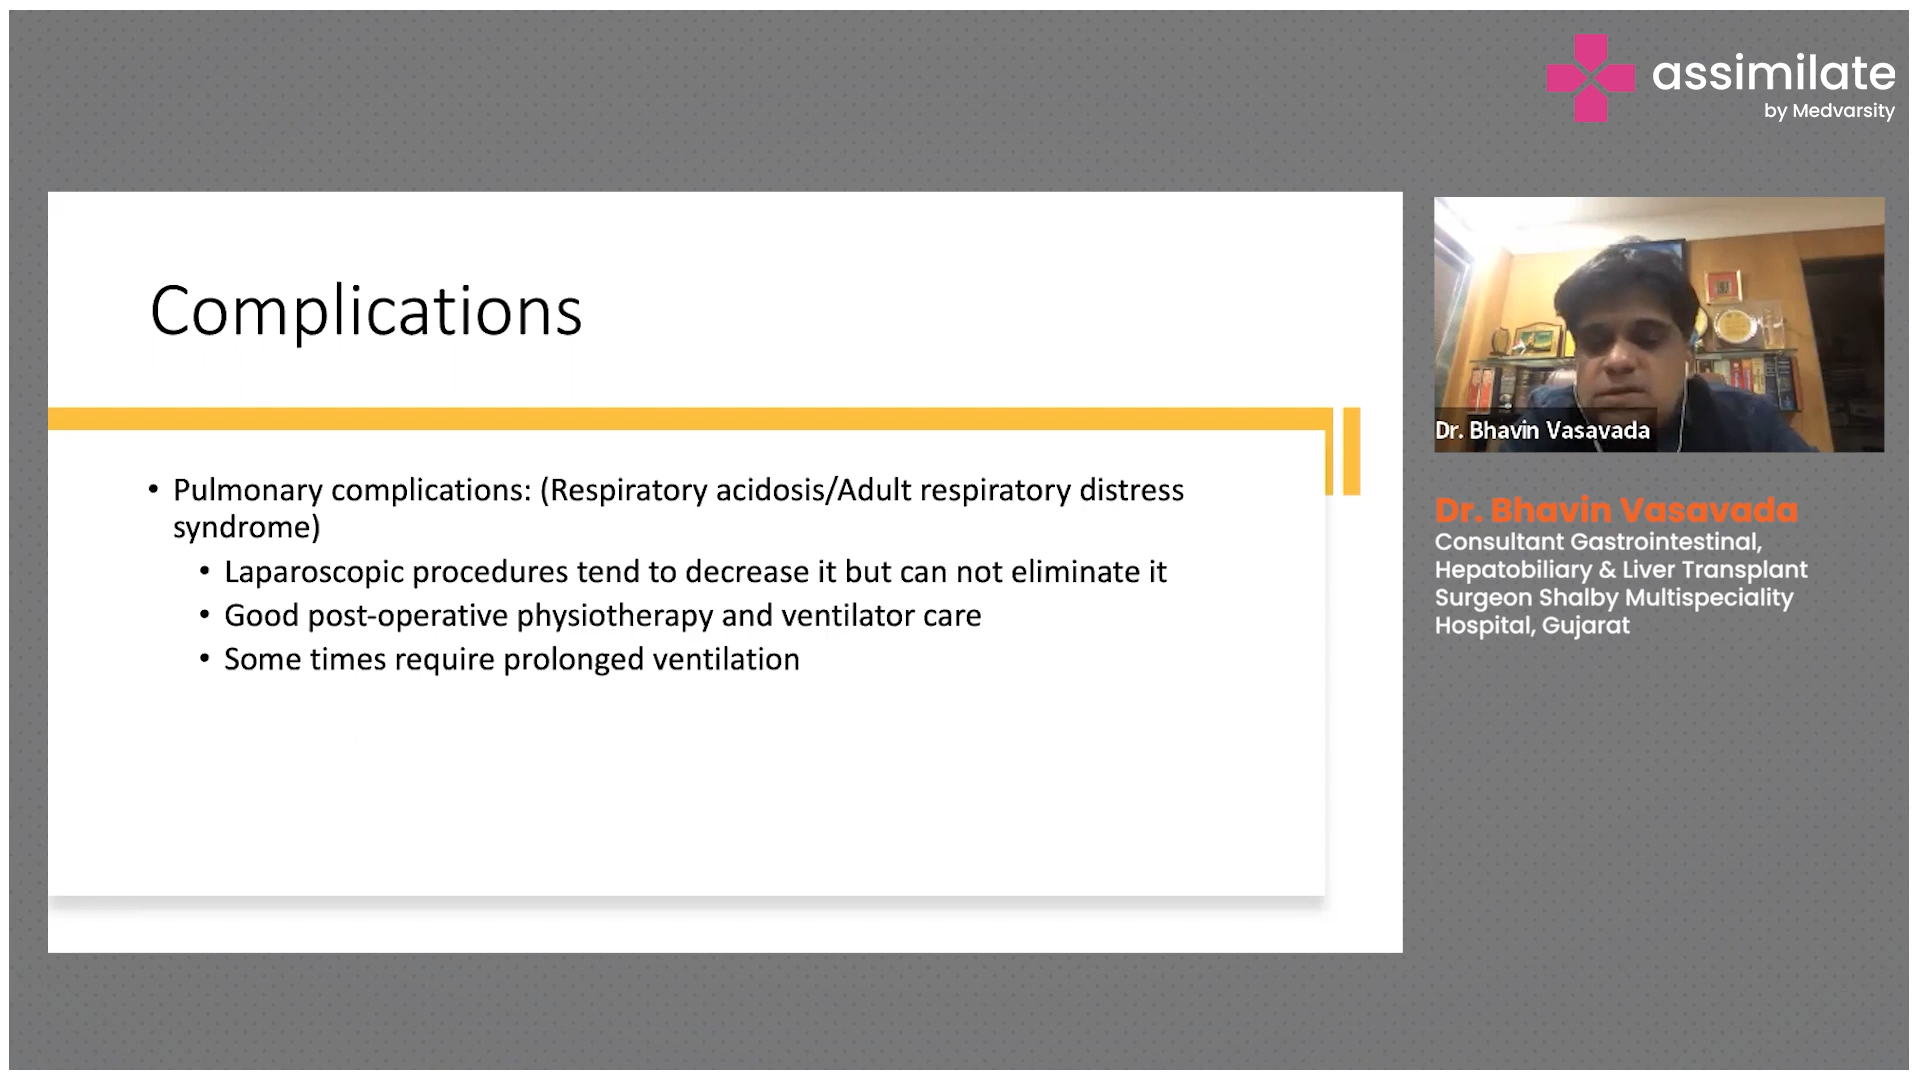 assimilate
by Medvarsity
Complications
• Pulmonary complications: (Respiratory acidosis/Adult respiratory distress
syndrome)
• Laparoscopic procedures tend to decrease it but can not eliminate it
• Good post-operative physiotherapy and ventilator care
• Some times require prolonged ventilation
Dr. Bhavin Vasavada
Dr. Bhavin Vasavada
Consultant Gastrointestinal,
Hepatobiliary & Liver Transplant
Surgeon Shalby Multispeciality
Hospital, Gujarat